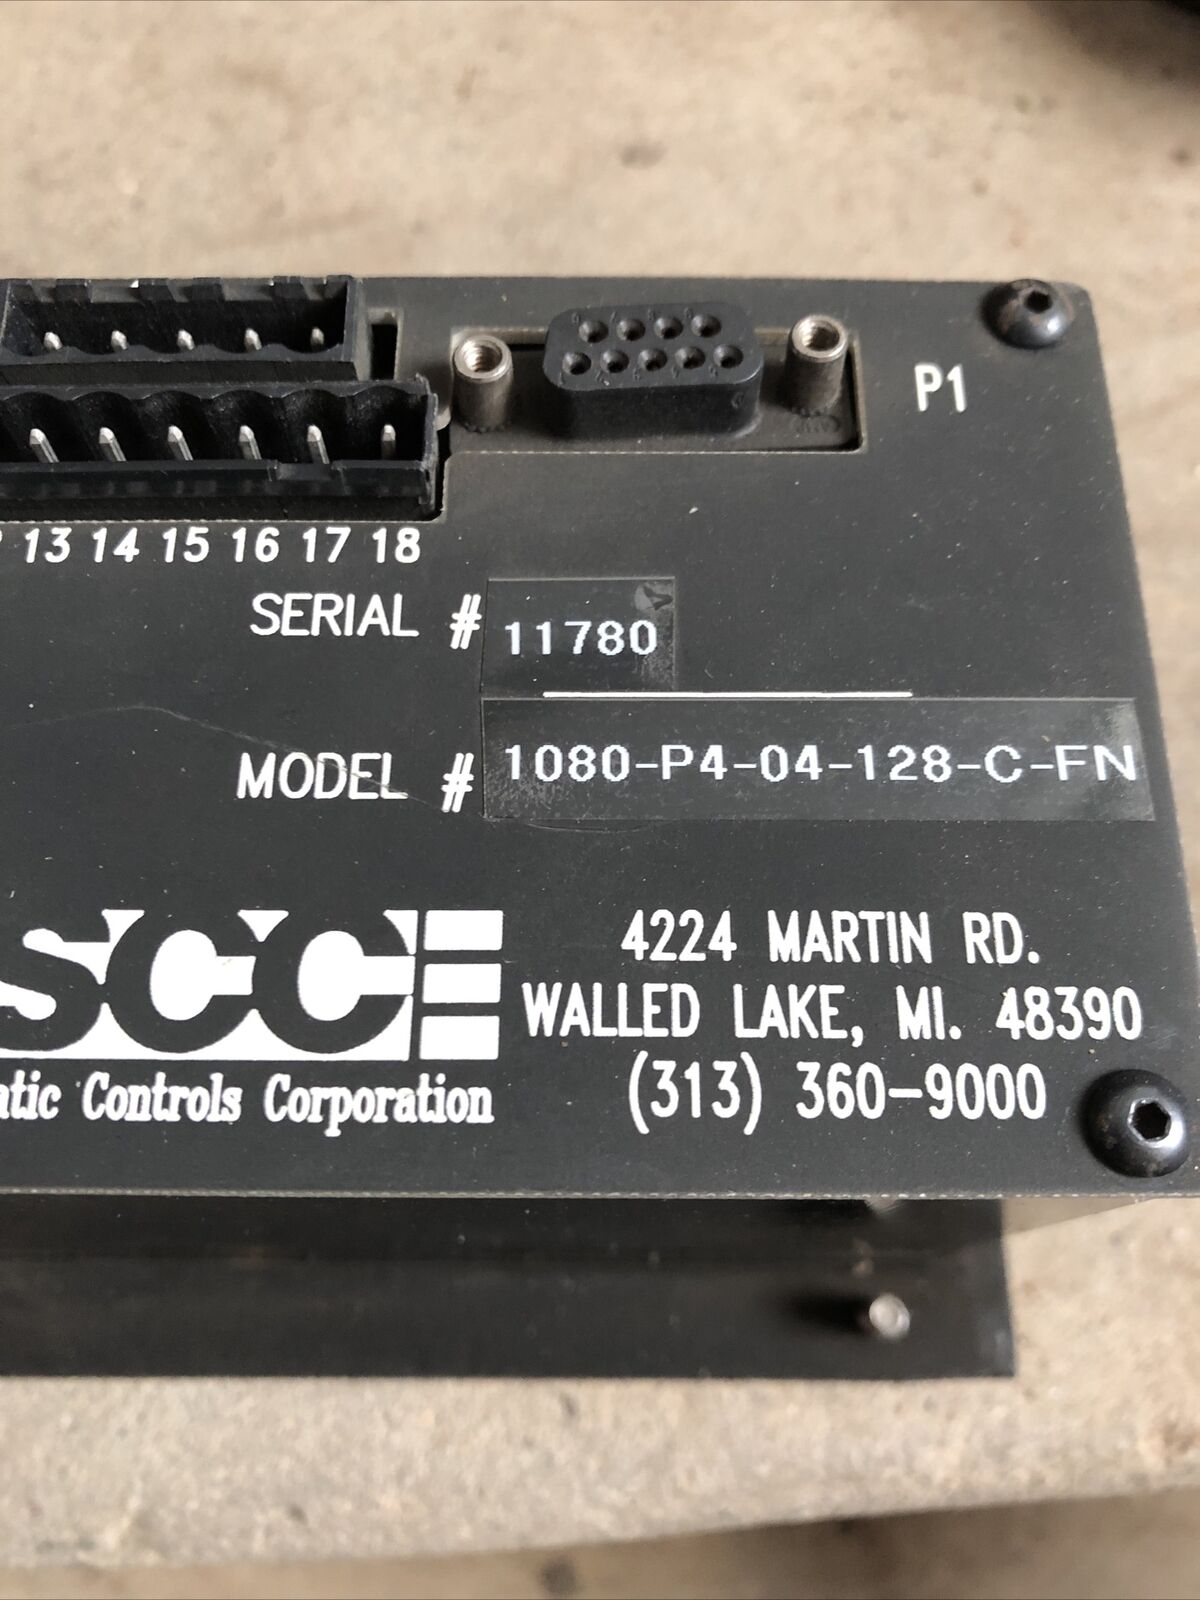 P1
13 14 15 16 17 18
SERIAL # 11780
MODEL # 1080-P4-04-128-C-FN
SCC
Controls Corporation
4224 MARTIN RD.
WALLED LAKE, MI. 48390
(313) 360-9000